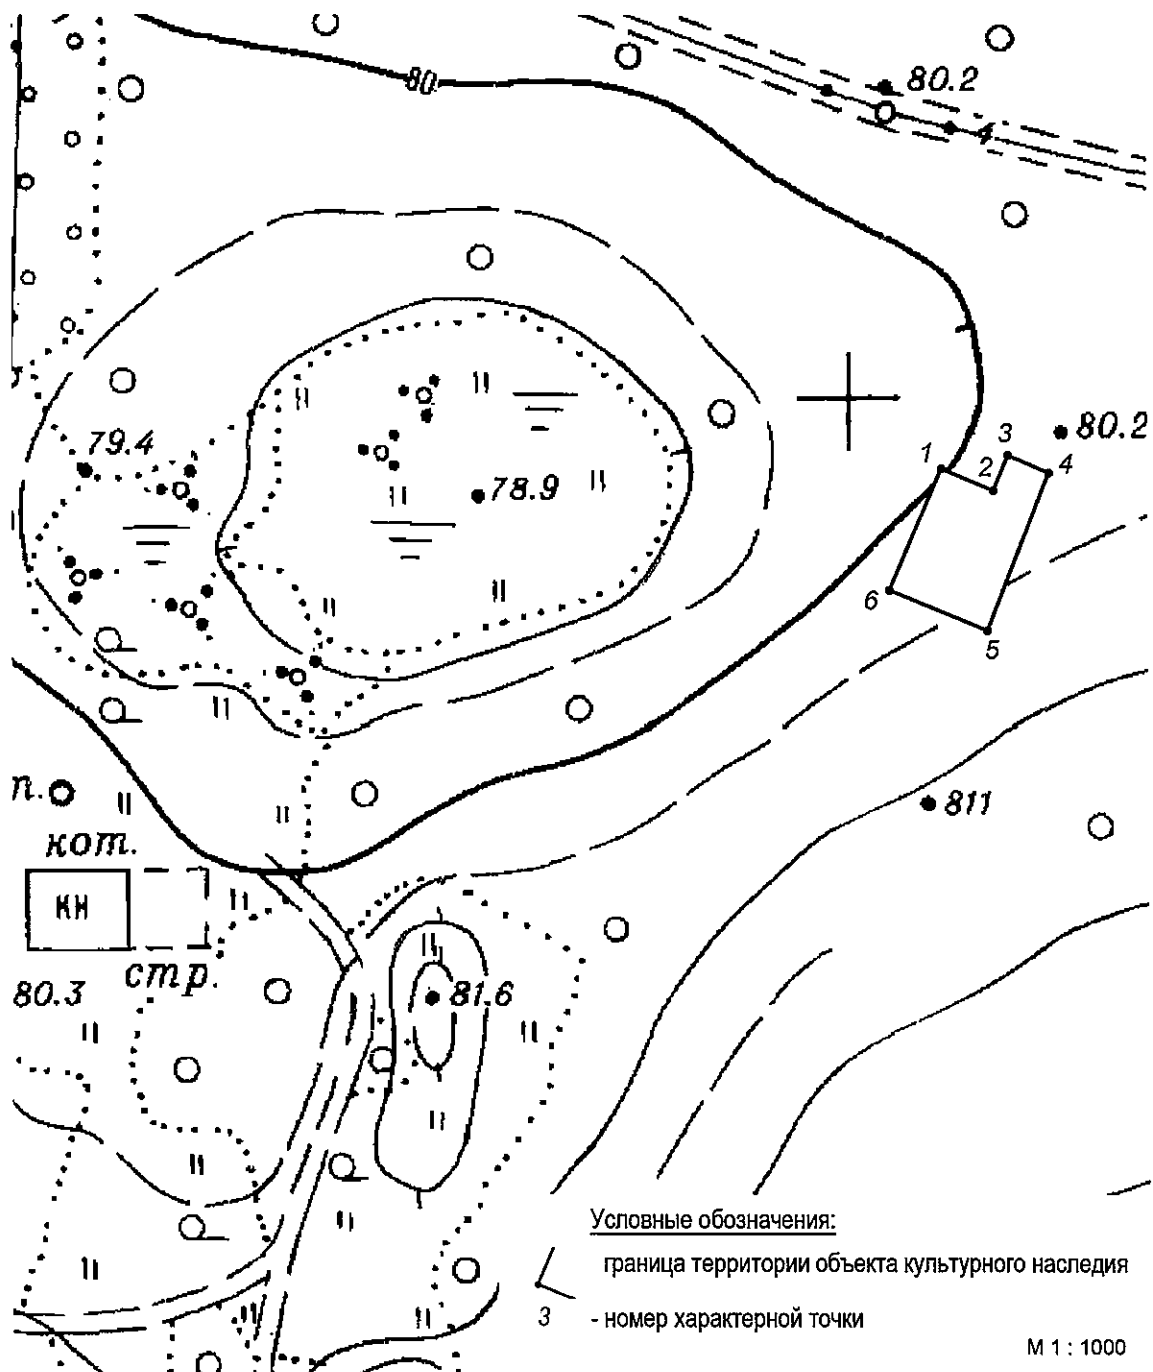 80
80.2
4
80.2
1
2
3
4
79.4
78.9
6
5
п.
811
кот.
КН
стр.
80.3
81.6
Условные обозначения:
граница территории объекта культурного наследия
3 - номер характерной точки
М 1 : 1000